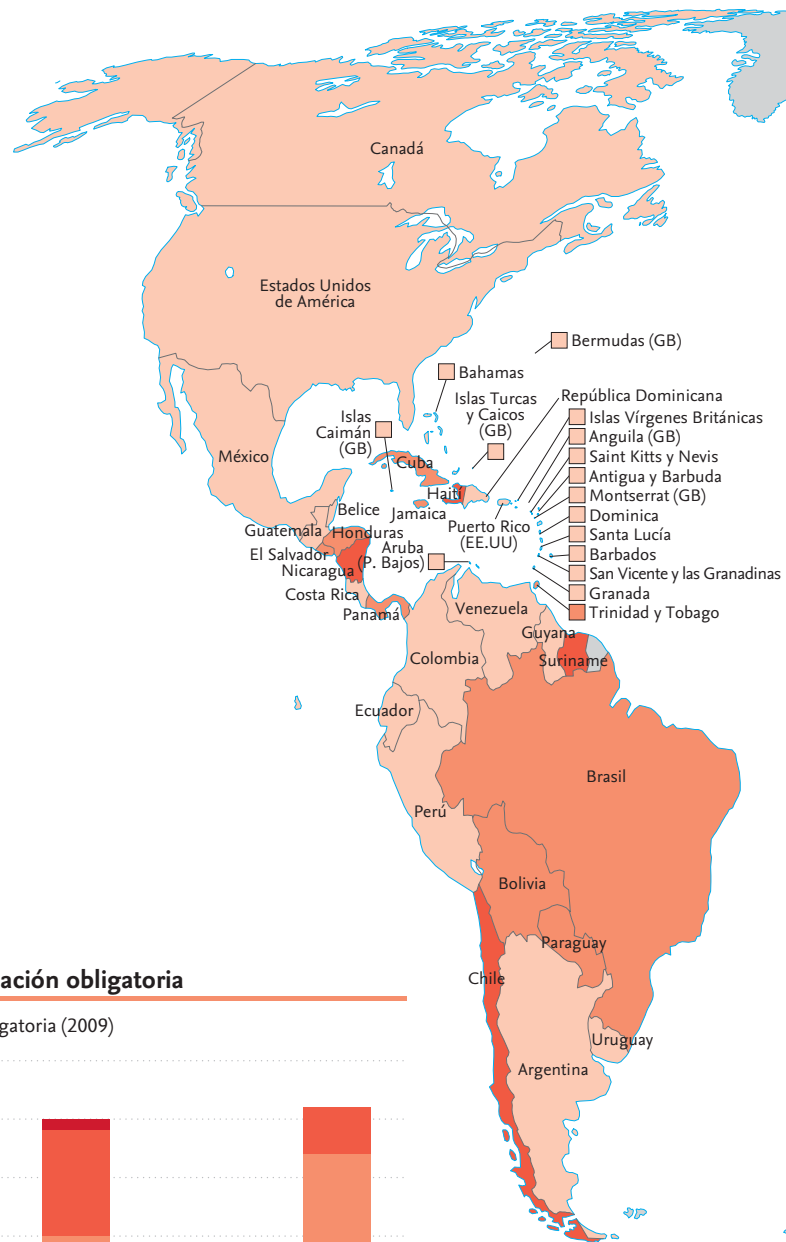 Canadá
Estados Unidos
de América
Bermudas (GB)
Bahamas
Islas Turcas
y Caicos
(GB)
República Dominicana
Islas
Caimán
(GB)
Islas Vírgenes Británicas
Anguila (GB)
Saint Kitts y Nevis
Antigua y Barbuda
Montserrat (GB)
Dominica
Santa Lucía
Barbados
San Vicente y las Granadinas
Granada
Trinidad y Tobago
México
Cuba
Haití
Jamaica
Puerto Rico
(EE.UU)
Belice
Guatemala
Honduras
El Salvador
Nicaragua
Aruba
(P. Bajos)
Costa Rica
Panamá
Venezuela
Guyana
Suriname
Colombia
Ecuador
Brasil
Perú
Bolivia
Paraguay
Chile
Uruguay
Argentina
ación obligatoria
gatoria (2009)